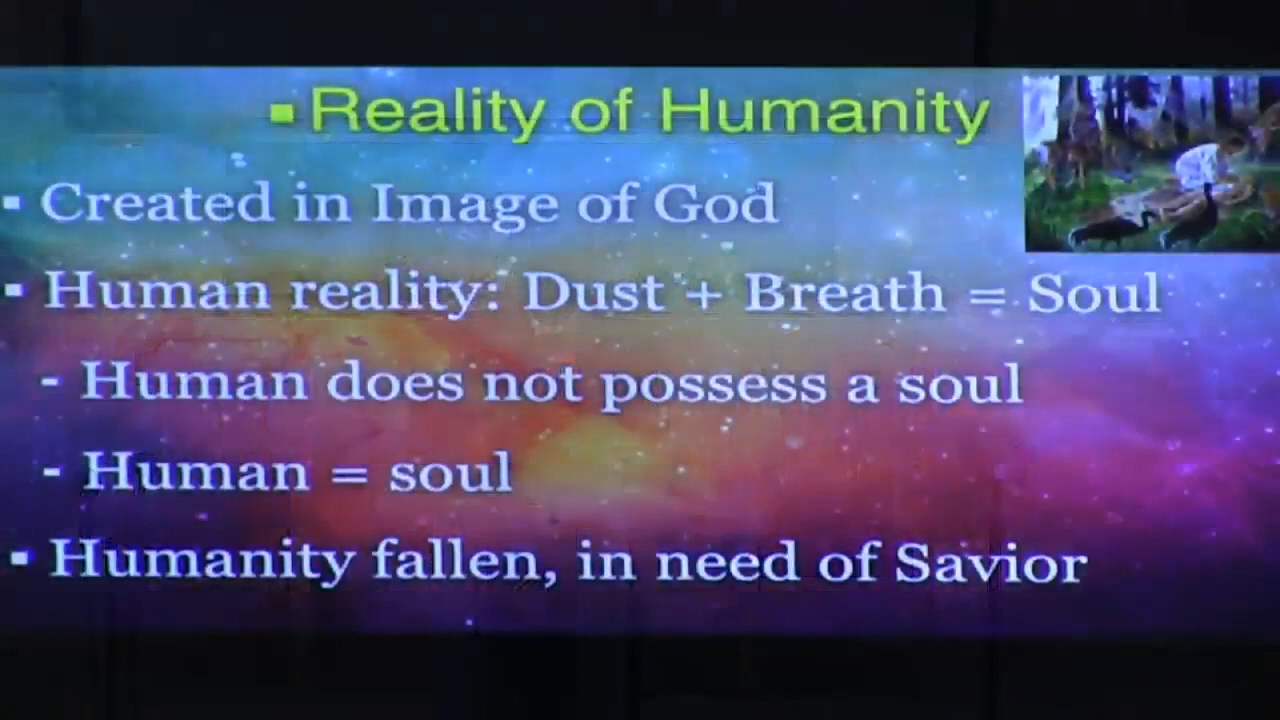 ▪ Reality of Humanity
▪ Created in Image of God
▪ Human reality: Dust + Breath = Soul
- Human does not possess a soul
- Human = soul
▪ Humanity fallen, in need of Savior